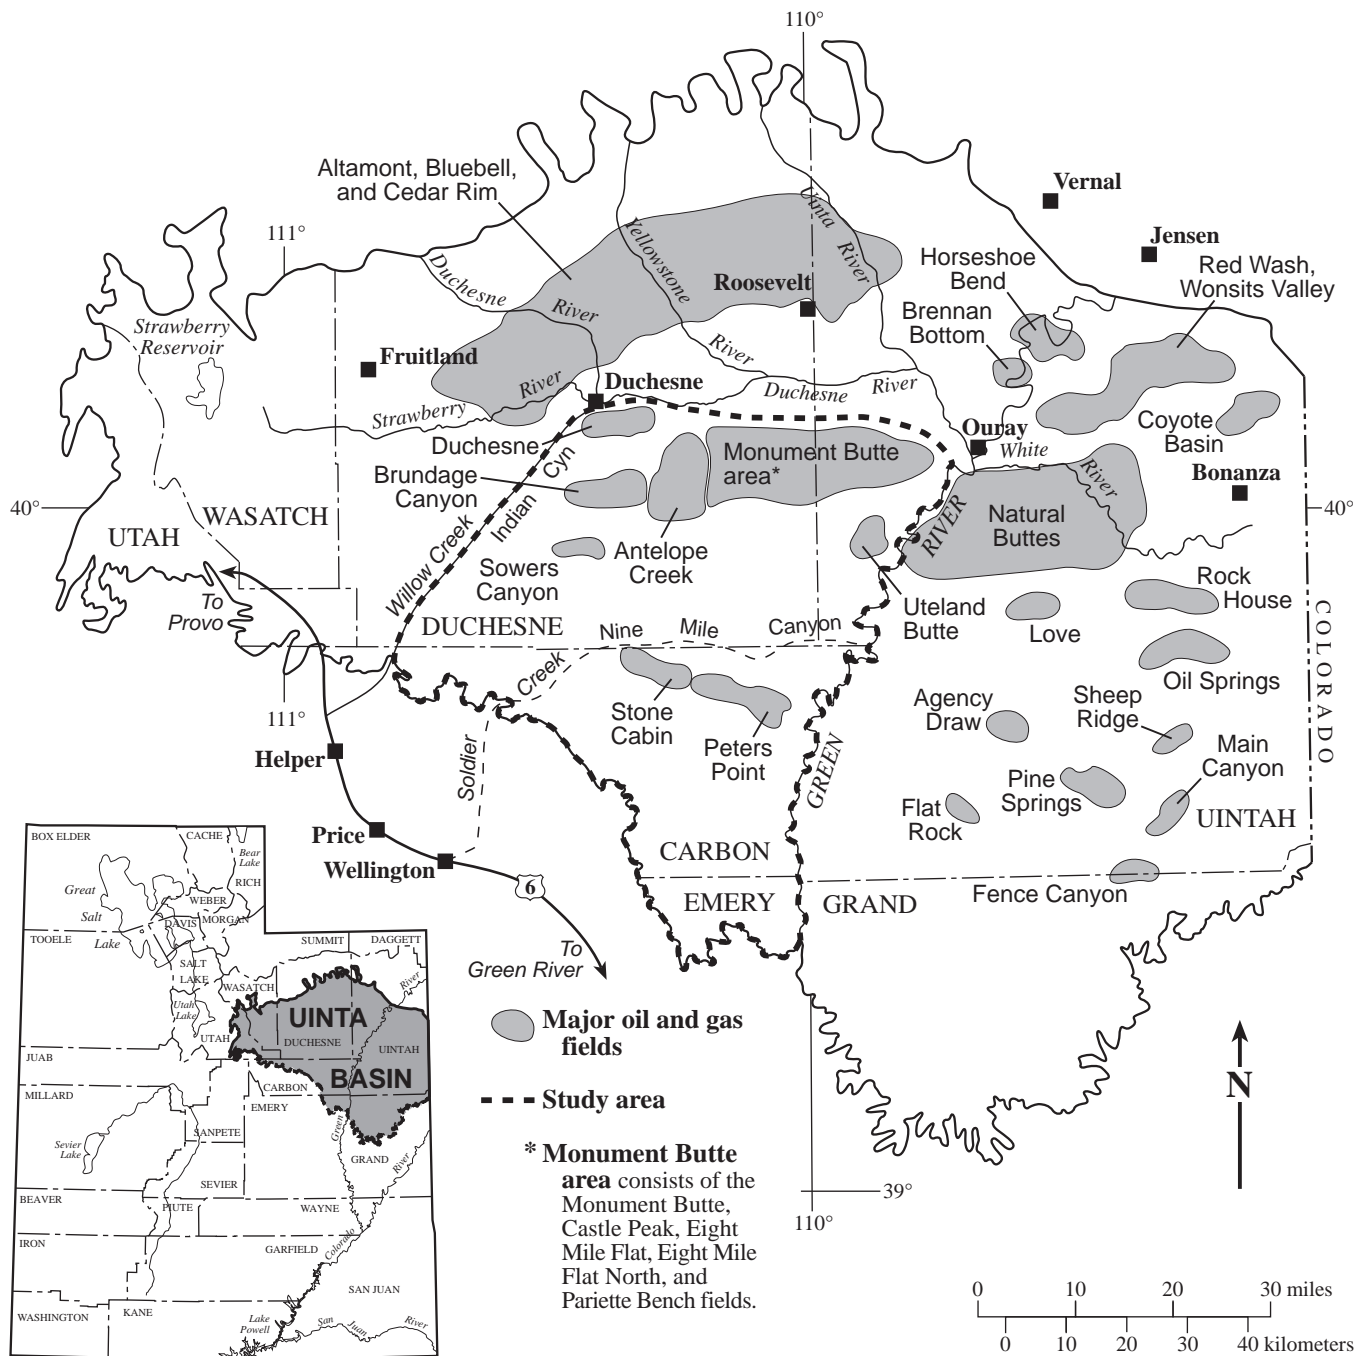 110°
Altamont, Bluebell,
and Cedar Rim
Vernal
111°
Jensen
Uinta
River
Yellowstone
River
Duchesne
River
Horseshoe
Bend
Red Wash,
Wonsits Valley
Roosevelt
Brennan
Bottom
Strawberry
Reservoir
Fruitland
Strawberry
River
Duchesne
Duchesne
River
Duchesne
Coyote
Basin
Ouray
White
River
Monument Butte
area*
Brundage
Canyon
Bonanza
40°
40°
UTAH
WASATCH
Willow Creek
Indian Cyn
Natural
Buttes
RIVER
Antelope
Creek
Sowers
Canyon
Uteland
Butte
Rock
House
Love
To
Provo
DUCHESNE
Nine
Mile
Canyon
Creek
Soldier
COLORADO
Oil Springs
111°
Stone
Cabin
Peters
Point
GREEN
Agency
Draw
Sheep
Ridge
Main
Canyon
Helper
Pine
Springs
Flat
Rock
UINTAH
Price
Wellington
6
CARBON
EMERY
GRAND
Fence Canyon
To
Green River
BOX ELDER
CACHE
Bear
Lake
RICH
Great
Salt
Lake
WEBER
MORGAN
DAVIS
TOOELE
SALT
LAKE
SUMMIT
DAGGETT
WASATCH
River
Utah
Lake
UTAH
UINTA
DUCHESNE
UINTAH
BASIN
JUAB
CARBON
MILLARD
EMERY
Green
SANPETE
Sevier
Lake
GRAND
River
SEVIER
BEAVER
PIUTE
WAYNE
IRON
GARFIELD
Colorado
SAN JUAN
WASHINGTON
KANE
Lake
Powell
San
Juan
River
Major oil and gas
fields
Study area
* Monument Butte
area consists of the
Monument Butte,
Castle Peak, Eight
Mile Flat, Eight Mile
Flat North, and
Pariette Bench fields.
39°
110°
N
0 10 20 30 miles
0 10 20 30 40 kilometers